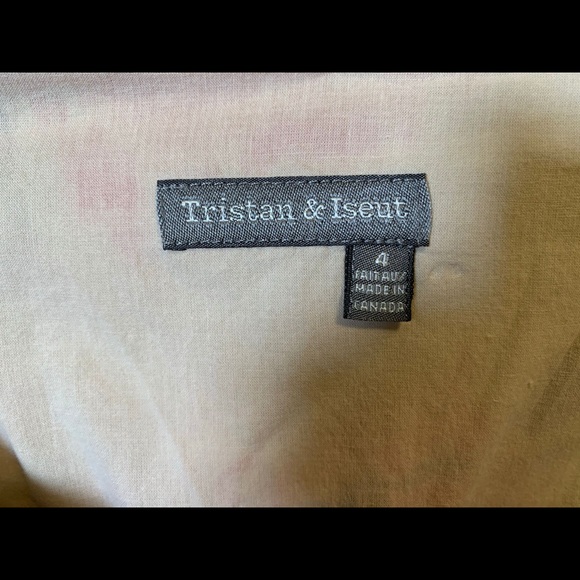 Tristan & Iseut
4
FAIT AU/
MADE IN
CANADA